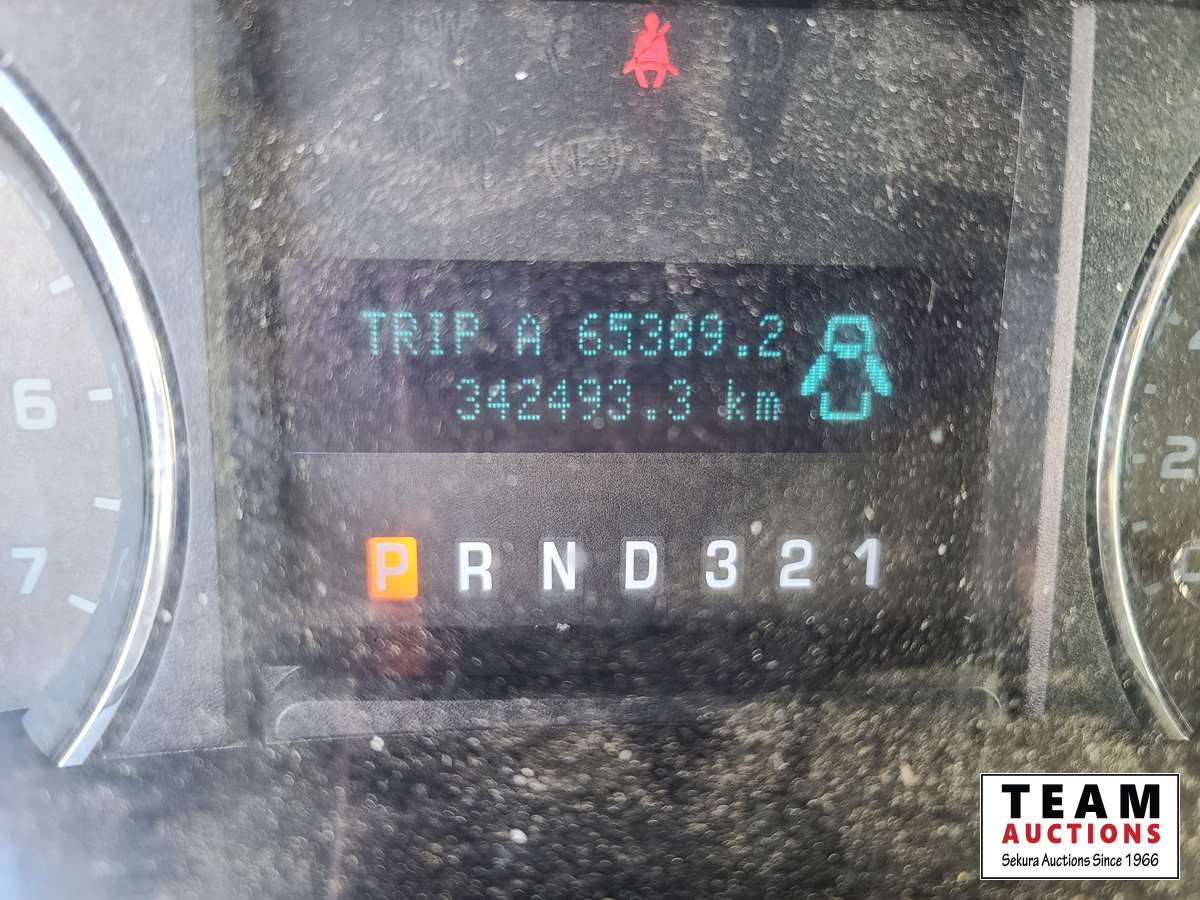 TRIP A 65389.2
342493.3 km
6
P R N D 3 2 1
7
TEAM
AUCTIONS
Sekura Auctions Since 1966